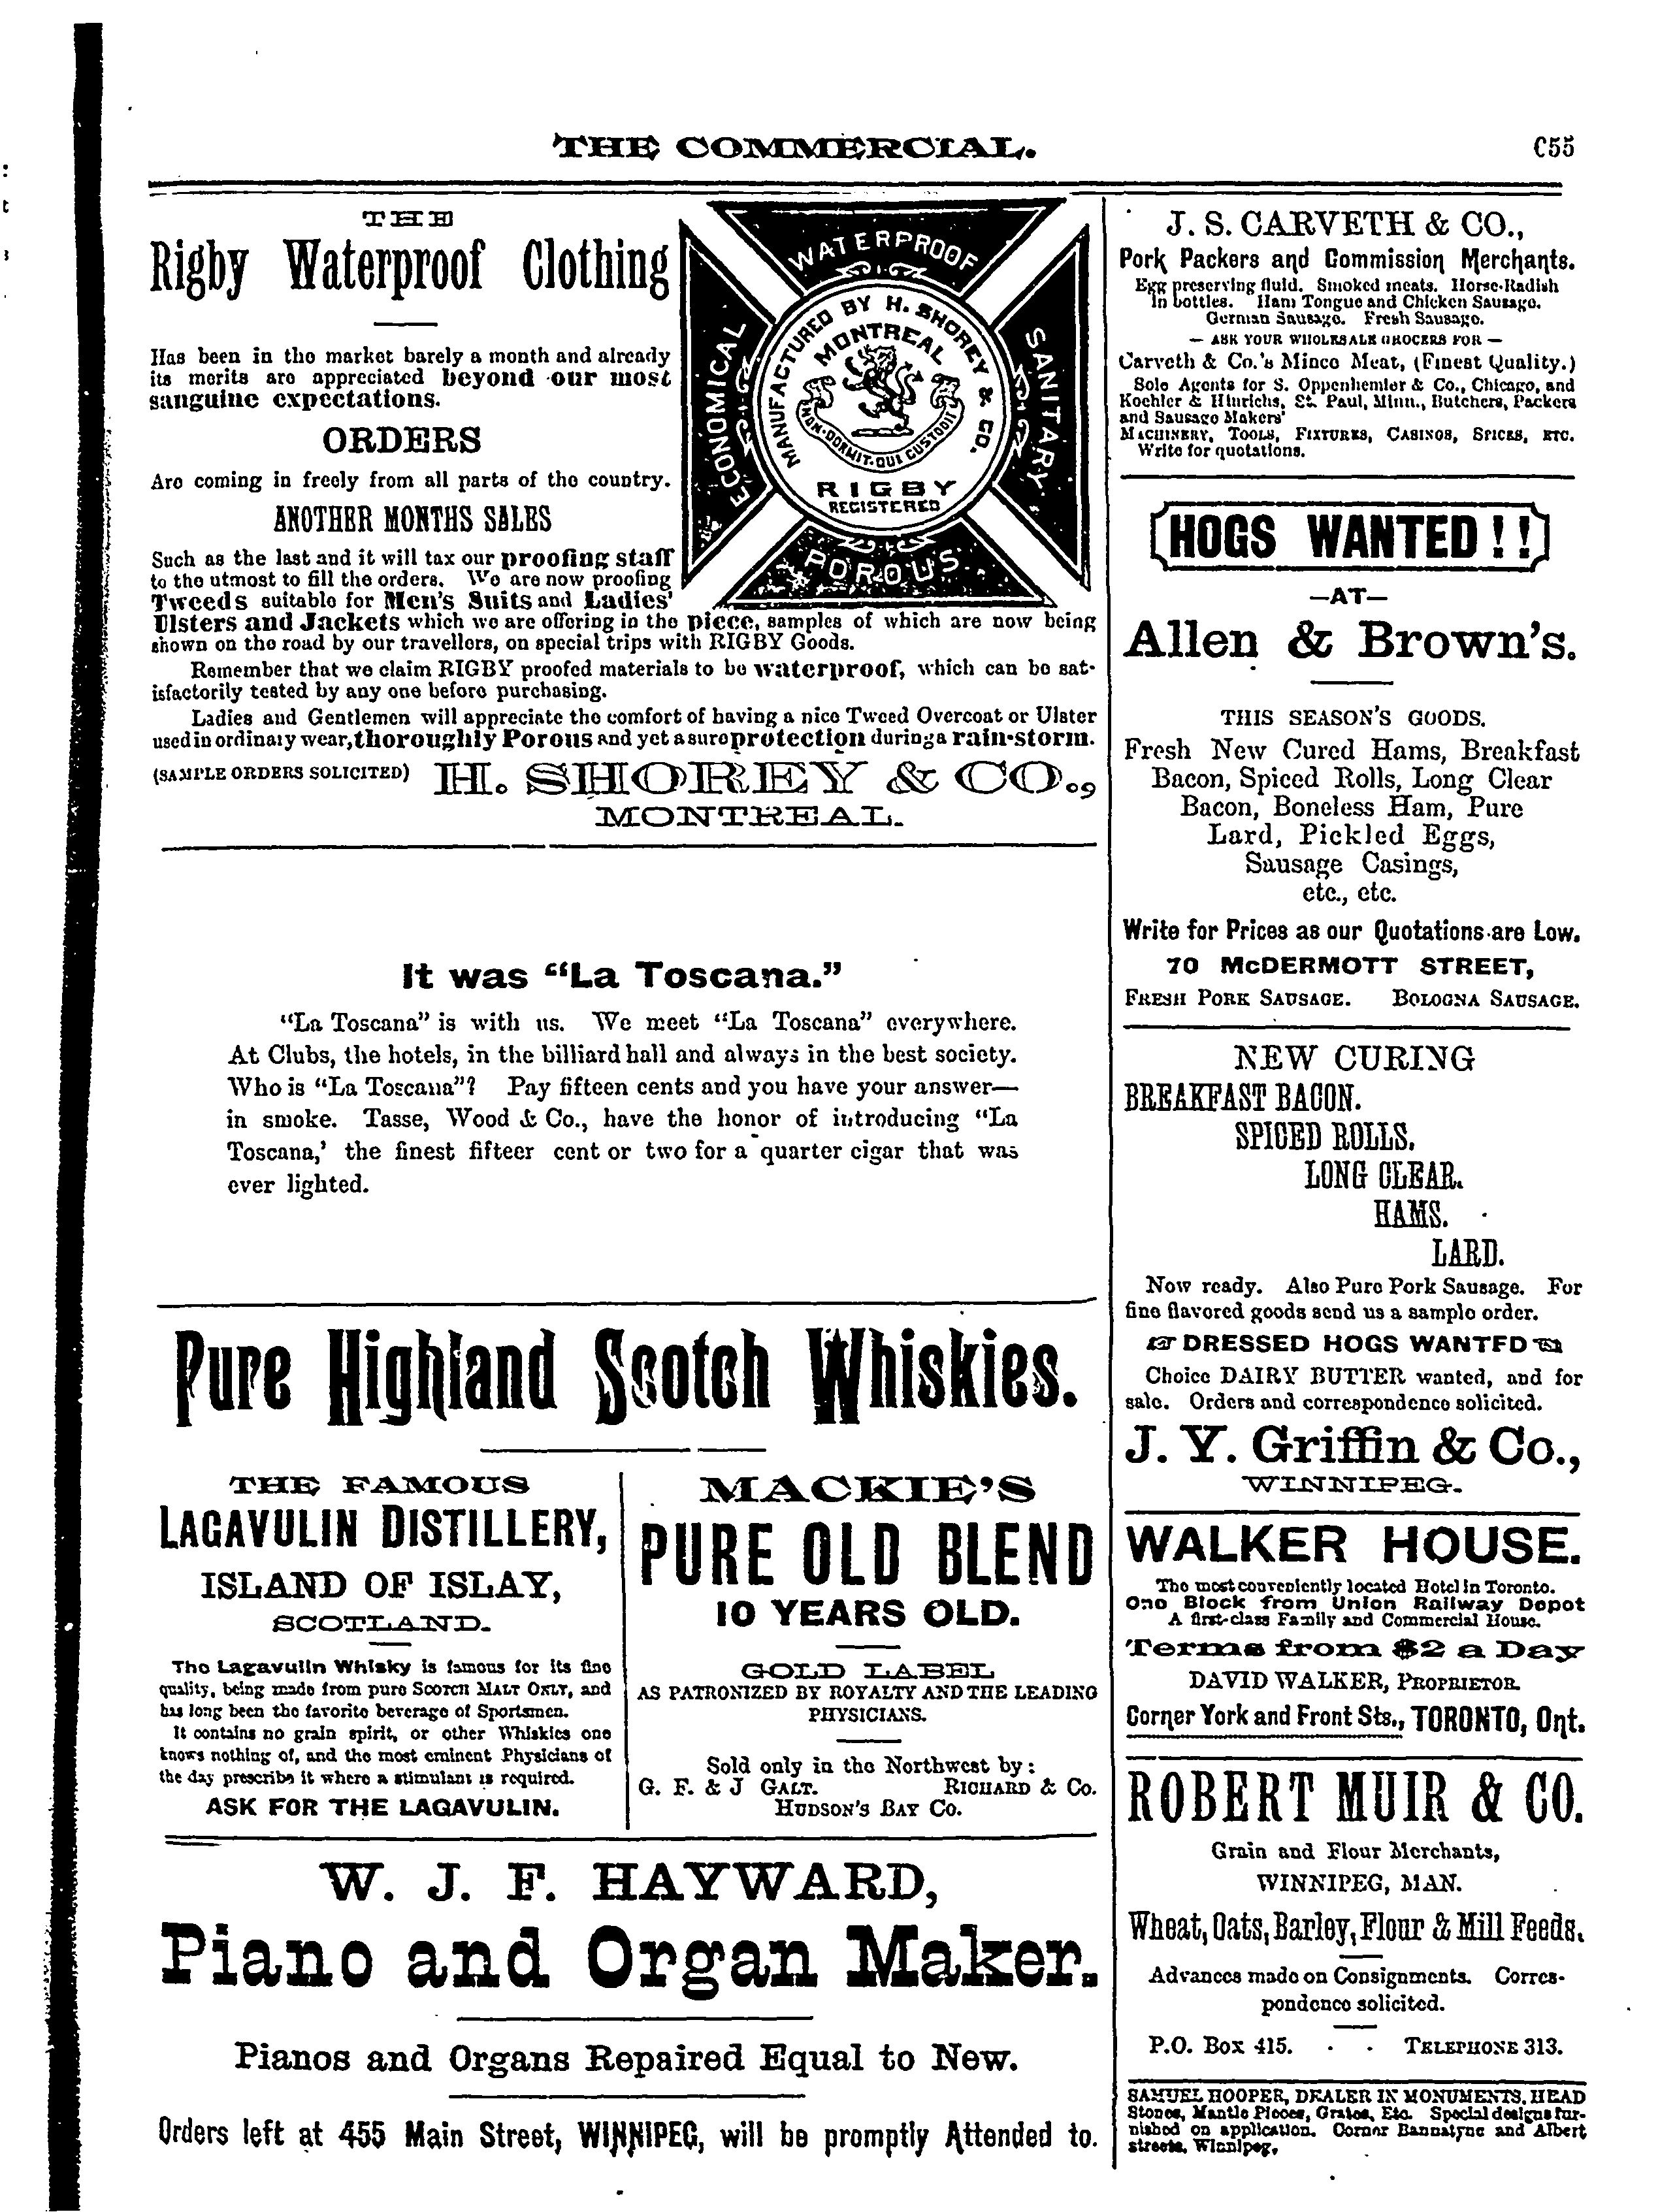 THE COMMERCIAL.
C55
THE
Rigby Waterproof Clothing
Has been in the market barely a month and already
its merits are appreciated beyond our most
sanguine expectations.
ORDERS
Are coming in freely from all parts of the country.
ANOTHER MONTHS SALES
Such as the last and it will tax our proofing staff
to the utmost to fill the orders. We are now proofing
Tweeds suitable for Men's Suits and Ladies'
Ulsters and Jackets which we are offering in the piece, samples of which are now being
shown on the road by our travellers, on special trips with RIGBY Goods.
Remember that we claim RIGBY proofed materials to be waterproof, which can be sat-
isfactorily tested by any one before purchasing.
Ladies and Gentlemen will appreciate the comfort of having a nice Tweed Overcoat or Ulster
used in ordinary wear, thoroughly Porous and yet a sure protection during a rain-storm.
(SAMPLE ORDERS SOLICITED) H. SHOREY & CO.,
MONTREAL.
WATERPROOF
ECONOMICAL
SANITARY.
POROUS
MANUFACTURED BY H. SHOREY & CO.
MONTREAL
NON·DORMIT·QUI CUSTODIT
RIGBY
REGISTERED
It was "La Toscana."
"La Toscana" is with us. We meet "La Toscana" everywhere.
At Clubs, the hotels, in the billiard hall and always in the best society.
Who is "La Toscana"? Pay fifteen cents and you have your answer—
in smoke. Tasse, Wood & Co., have the honor of introducing "La
Toscana,' the finest fifteer cent or two for a quarter cigar that was
ever lighted.
Pure Highland Scotch Whiskies.
THE FAMOUS
LAGAVULIN DISTILLERY,
ISLAND OF ISLAY,
SCOTLAND.
The Lagavulin Whisky is famous for its fine
quality, being made from pure SCOTCH MALT ONLY, and
has long been the favorite beverage of Sportsmen.
It contains no grain spirit, or other Whiskies one
knows nothing of, and the most eminent Physicians of
the day prescribe it where a stimulant is required.
ASK FOR THE LAGAVULIN.
MACKIE'S
PURE OLD BLEND
10 YEARS OLD.
GOLD LABEL
AS PATRONIZED BY ROYALTY AND THE LEADING
PHYSICIANS.
Sold only in the Northwest by:
G. F. & J GALT. RICHARD & Co.
HUDSON'S BAY Co.
W. J. F. HAYWARD,
Piano and Organ Maker.
Pianos and Organs Repaired Equal to New.
Orders left at 455 Main Street, WINNIPEG, will be promptly Attended to.
J. S. CARVETH & CO.,
Pork Packers and Commission Merchants.
Egg preserving fluid. Smoked meats. Horse-Radish
in bottles. Ham Tongue and Chicken Sausage.
German Sausage. Fresh Sausage.
— ASK YOUR WHOLESALE GROCERS FOR —
Carveth & Co.'s Mince Meat, (Finest Quality.)
Sole Agents for S. Oppenhemler & Co., Chicago, and
Koehler & Hinrichs, St. Paul, Minn., Butchers, Packers
and Sausage Makers'
MACHINERY, TOOLS, FIXTURES, CASINGS, SPICES, ETC.
Write for quotations.
HOGS WANTED!!
—AT—
Allen & Brown's.
THIS SEASON'S GOODS.
Fresh New Cured Hams, Breakfast
Bacon, Spiced Rolls, Long Clear
Bacon, Boneless Ham, Pure
Lard, Pickled Eggs,
Sausage Casings,
etc., etc.
Write for Prices as our Quotations are Low.
70 McDERMOTT STREET,
FRESH PORK SAUSAGE. BOLOGNA SAUSAGE.
NEW CURING
BREAKFAST BACON.
SPICED ROLLS.
LONG CLEAR.
HAMS.
LARD.
Now ready. Also Pure Pork Sausage. For
fine flavored goods send us a sample order.
☞ DRESSED HOGS WANTFD ☜
Choice DAIRY BUTTER wanted, and for
sale. Orders and correspondence solicited.
J. Y. Griffin & Co.,
WINNIPEG.
WALKER HOUSE.
The most conveniently located Hotel in Toronto.
One Block from Union Railway Depot
A first-class Family and Commercial House.
Terms from $2 a Day
DAVID WALKER, PROPRIETOR.
Corner York and Front Sts., TORONTO, Ont.
ROBERT MUIR & CO.
Grain and Flour Merchants,
WINNIPEG, MAN.
Wheat, Oats, Barley, Flour & Mill Feeds.
Advances made on Consignments. Corres-
pondence solicited.
P.O. Box 415. - - TELEPHONE 313.
SAMUEL HOOPER, DEALER IN MONUMENTS, HEAD
Stones, Mantle Pieces, Grates, Etc. Special designs fur-
nished on application. Cornor Bannatyne and Albert
streets, Winnipeg,